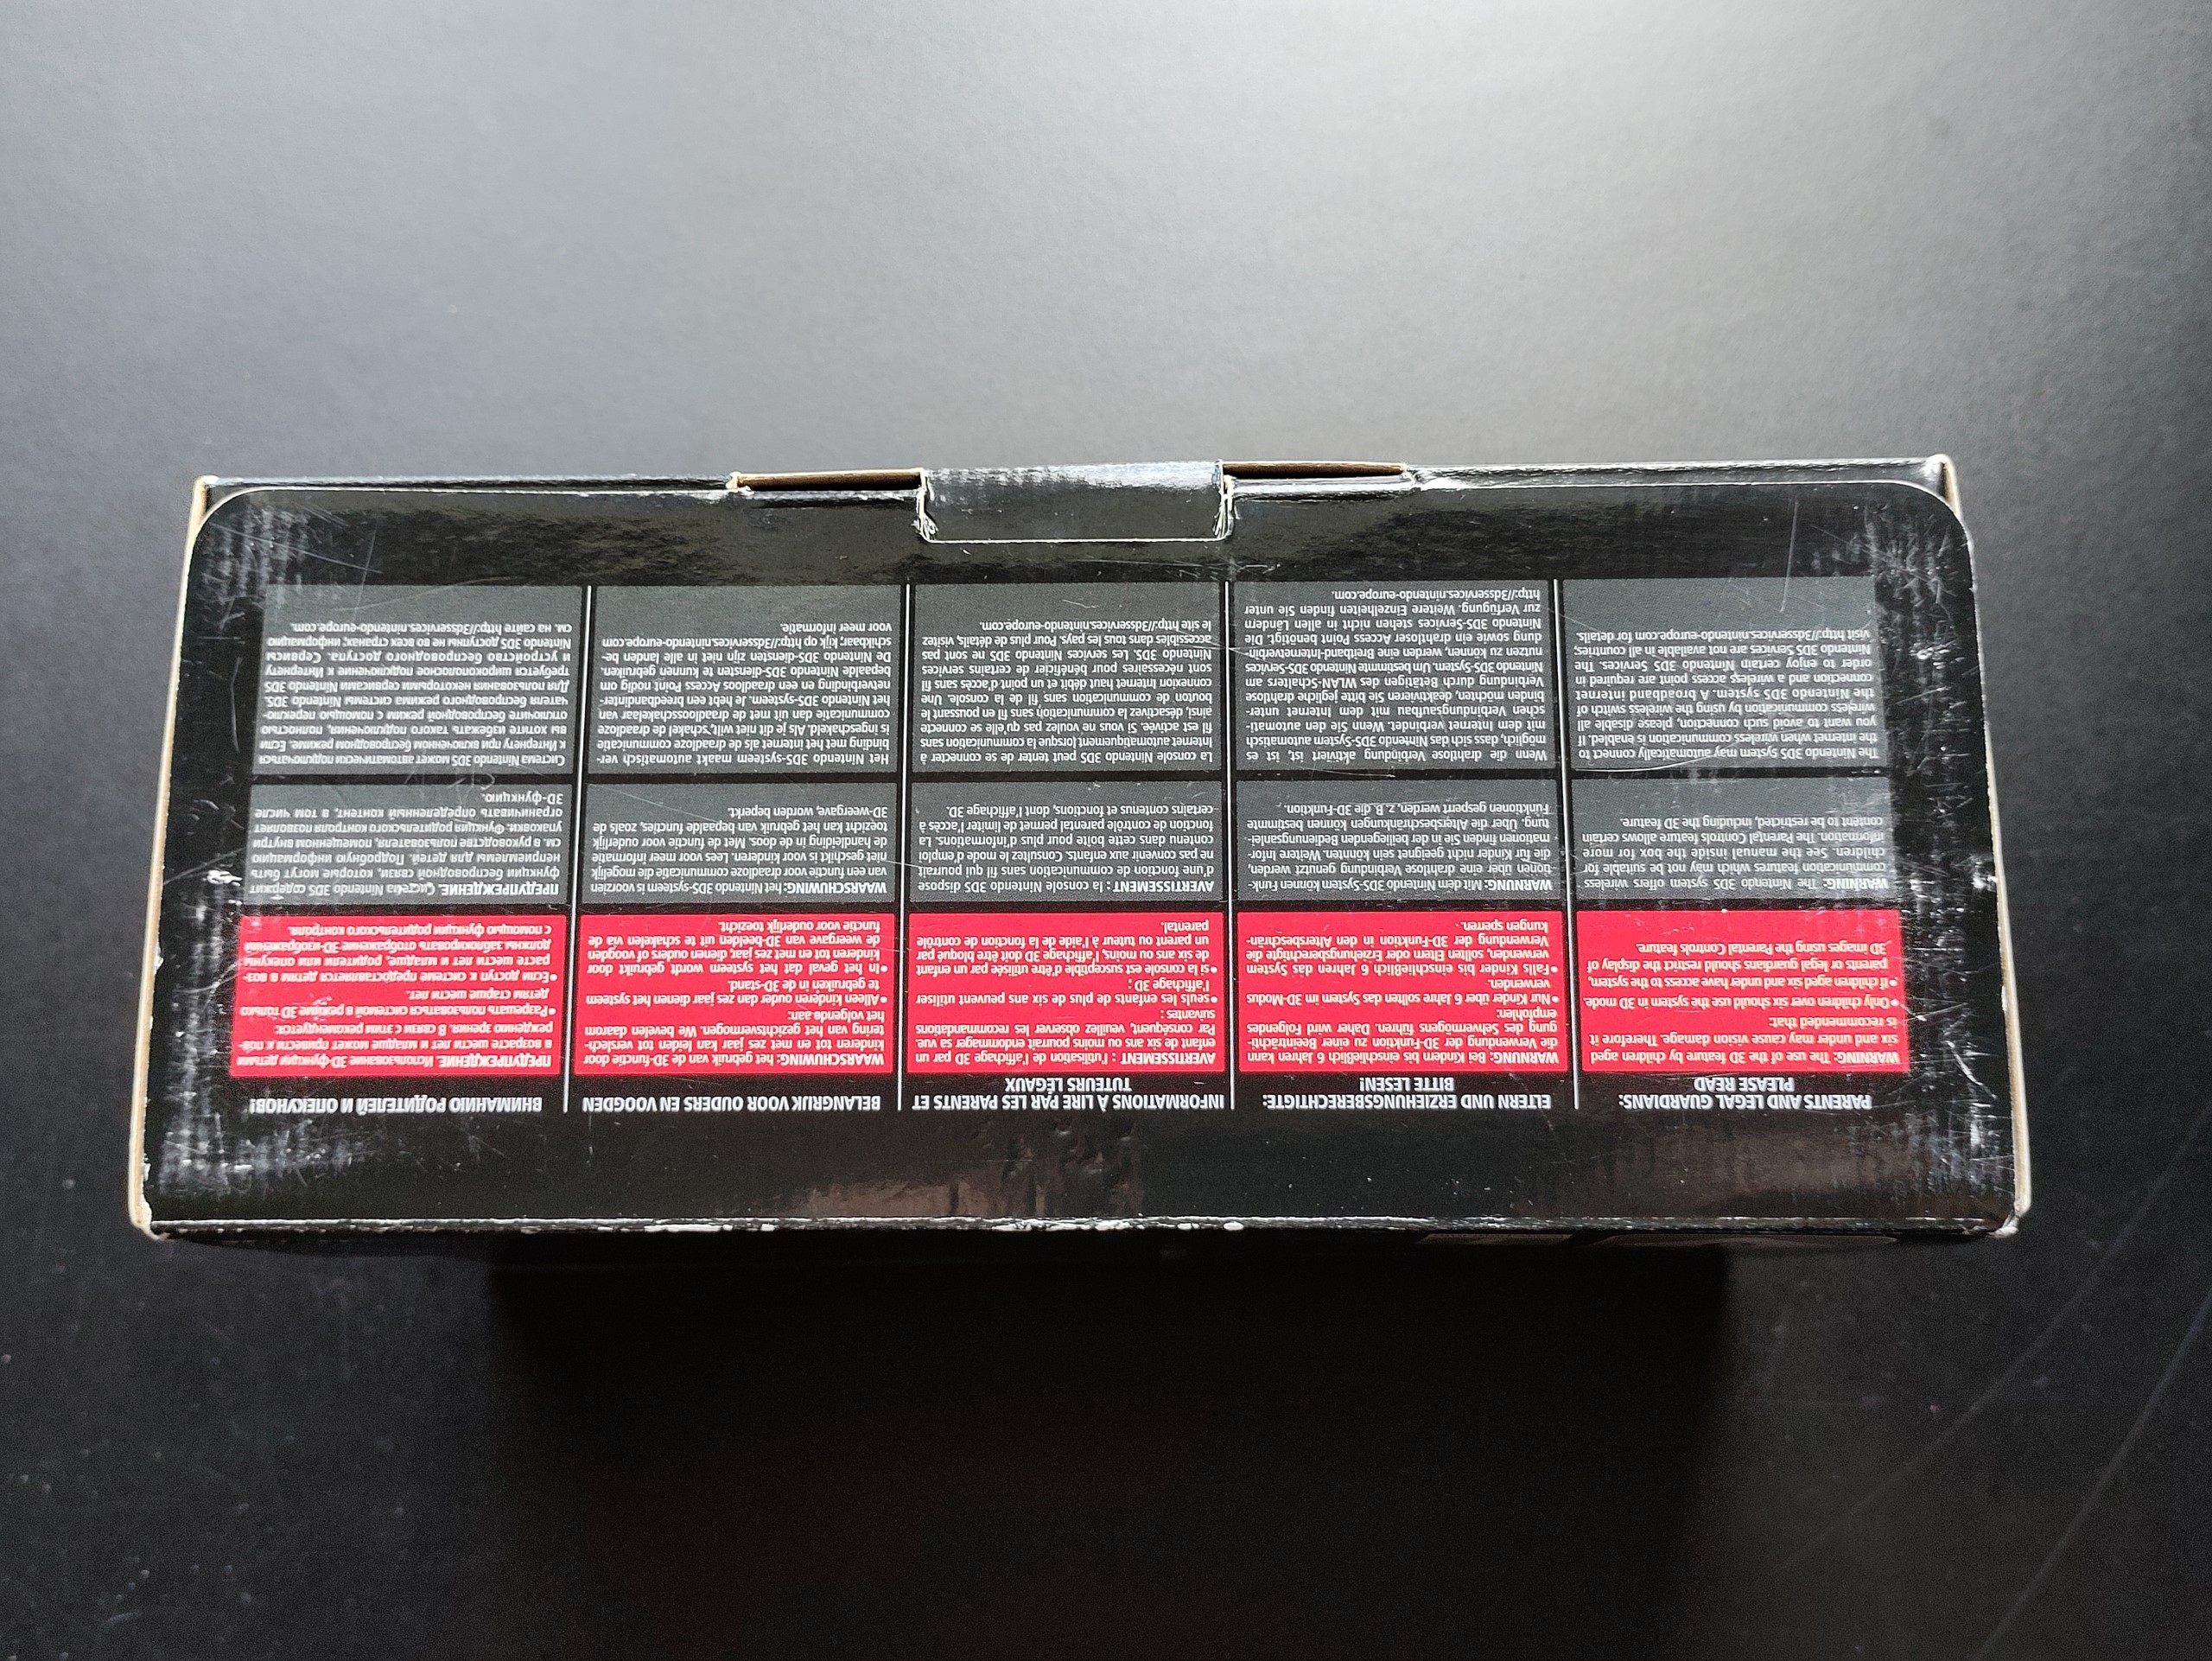 PARENTS AND LEGAL GUARDIANS:
PLEASE READ
WARNING: The use of the 3D feature by children aged
six and under may cause vision damage. Therefore it
is recommended that:
• Only children over six should use the system in 3D mode.
• If children aged six and under have access to the system,
parents or legal guardians should restrict the display of
3D images using the Parental Controls feature.
WARNING: The Nintendo 3DS system offers wireless
communication features which may not be suitable for
children. See the manual inside the box for more
information. The Parental Controls feature allows certain
content to be restricted, including the 3D feature.
The Nintendo 3DS system may automatically connect to
the internet when wireless communication is enabled. If
you want to avoid such connection, please disable all
wireless communication by using the wireless switch of
the Nintendo 3DS system. A broadband internet
connection and a wireless access point are required in
order to enjoy certain Nintendo 3DS Services. The
Nintendo 3DS Services are not available in all countries;
visit http://3dsservices.nintendo-europe.com for details.
ELTERN UND ERZIEHUNGSBERECHTIGTE:
BITTE LESEN!
WARNUNG: Bei Kindern bis einschließlich 6 Jahren kann
die Verwendung der 3D-Funktion zu einer Beeinträchti-
gung des Sehvermögens führen. Daher wird Folgendes
empfohlen:
• Nur Kinder über 6 Jahre sollten das System im 3D-Modus
verwenden.
• Falls Kinder bis einschließlich 6 Jahren das System
verwenden, sollten Eltern oder Erziehungsberechtigte die
Verwendung der 3D-Funktion in den Altersbeschrän-
kungen sperren.
WARNUNG: Mit dem Nintendo 3DS-System können Funk-
tionen über eine drahtlose Verbindung genutzt werden,
die für Kinder nicht geeignet sein könnten. Weitere Infor-
mationen finden Sie in der beiliegenden Bedienungsanlei-
tung. Über die Altersbeschränkungen können bestimmte
Funktionen gesperrt werden, z. B. die 3D-Funktion.
Wenn die drahtlose Verbindung aktiviert ist, ist es
möglich, dass sich das Nintendo 3DS-System automatisch
mit dem Internet verbindet. Wenn Sie den automati-
schen Verbindungsaufbau mit dem Internet unter-
binden möchten, deaktivieren Sie bitte jegliche drahtlose
Verbindung durch Betätigen des WLAN-Schalters am
Nintendo 3DS-System. Um bestimmte Nintendo 3DS-Services
nutzen zu können, werden eine Breitband-Internetverbin-
dung sowie ein drahtloser Access Point benötigt. Die
Nintendo 3DS-Services stehen nicht in allen Ländern
zur Verfügung. Weitere Einzelheiten finden Sie unter
http://3dsservices.nintendo-europe.com.
INFORMATIONS À LIRE PAR LES PARENTS ET
TUTEURS LÉGAUX
AVERTISSEMENT : l'utilisation de l'affichage 3D par un
enfant de six ans ou moins pourrait endommager sa vue.
Par conséquent, veuillez observer les recommandations
suivantes :
• seuls les enfants de plus de six ans peuvent utiliser
l'affichage 3D ;
• si la console est susceptible d'être utilisée par un enfant
de six ans ou moins, l'affichage 3D doit être bloqué par
un parent ou tuteur à l'aide de la fonction de contrôle
parental.
AVERTISSEMENT : la console Nintendo 3DS dispose
d'une fonction de communication sans fil qui pourrait
ne pas convenir aux enfants. Consultez le mode d'emploi
contenu dans cette boîte pour plus d'informations. La
fonction de contrôle parental permet de limiter l'accès à
certains contenus et fonctions, dont l'affichage 3D.
La console Nintendo 3DS peut tenter de se connecter à
Internet automatiquement lorsque la communication sans
fil est activée. Si vous ne voulez pas qu'elle se connecte
ainsi, désactivez la communication sans fil en poussant le
bouton de communication sans fil de la console. Une
connexion Internet haut débit et un point d'accès sans fil
sont nécessaires pour bénéficier de certains services
Nintendo 3DS. Les services Nintendo 3DS ne sont pas
accessibles dans tous les pays. Pour plus de détails, visitez
le site http://3dsservices.nintendo-europe.com.
BELANGRIJK VOOR OUDERS EN VOOGDEN
WAARSCHUWING: het gebruik van de 3D-functie door
kinderen tot en met zes jaar kan leiden tot verslech-
tering van het gezichtsvermogen. We bevelen daarom
het volgende aan:
• Alleen kinderen ouder dan zes jaar dienen het systeem
te gebruiken in de 3D-stand.
• In het geval dat het systeem wordt gebruikt door
kinderen tot en met zes jaar, dienen ouders of voogden
de weergave van 3D-beelden uit te schakelen via de
functie voor ouderlijk toezicht.
WAARSCHUWING: het Nintendo 3DS-systeem is voorzien
van een functie voor draadloze communicatie die mogelijk
niet geschikt is voor kinderen. Lees voor meer informatie
de handleiding in de doos. Met de functie voor ouderlijk
toezicht kan het gebruik van bepaalde functies, zoals de
3D-weergave, worden beperkt.
Het Nintendo 3DS-systeem maakt automatisch ver-
binding met het internet als de draadloze communicatie
is ingeschakeld. Als je dit niet wilt, schakel de draadloze
communicatie dan uit met de draadloosschakelaar van
het Nintendo 3DS-systeem. Je hebt een breedbandinter-
netverbinding en een draadloos Access Point nodig om
bepaalde Nintendo 3DS-diensten te kunnen gebruiken.
De Nintendo 3DS-diensten zijn niet in alle landen be-
schikbaar; kijk op http://3dsservices.nintendo-europe.com
voor meer informatie.
ВНИМАНИЮ РОДИТЕЛЕЙ И ОПЕКУНОВ!
ПРЕДУПРЕЖДЕНИЕ. Использование 3D-функции детьми
в возрасте шести лет и младше может привести к пов-
реждению зрения. В связи с этим рекомендуется:
• Разрешать пользоваться системой в режиме 3D только
детям старше шести лет.
• Если доступ к системе предоставляется детям в воз-
расте шести лет и младше, родители или опекуны
должны заблокировать отображение 3D-изображений
с помощью функции родительского контроля.
ПРЕДУПРЕЖДЕНИЕ. Система Nintendo 3DS содержит
функции беспроводной связи, которые могут быть
неприемлемы для детей. Подробную информацию
см. в руководстве пользователя, помещенном внутри
упаковки. Функция родительского контроля позволяет
ограничивать определенный контент, в том числе
3D-функцию.
Система Nintendo 3DS может автоматически подключаться
к Интернету при включенном беспроводном режиме. Если
вы хотите избежать такого подключения, полностью
отключите беспроводной режим с помощью переклю-
чателя беспроводного режима системы Nintendo 3DS.
Для пользования некоторыми сервисами Nintendo 3DS
требуется широкополосное подключение к Интернету
и устройство беспроводного доступа. Сервисы
Nintendo 3DS доступны не во всех странах; информацию
см. на сайте http://3dsservices.nintendo-europe.com.